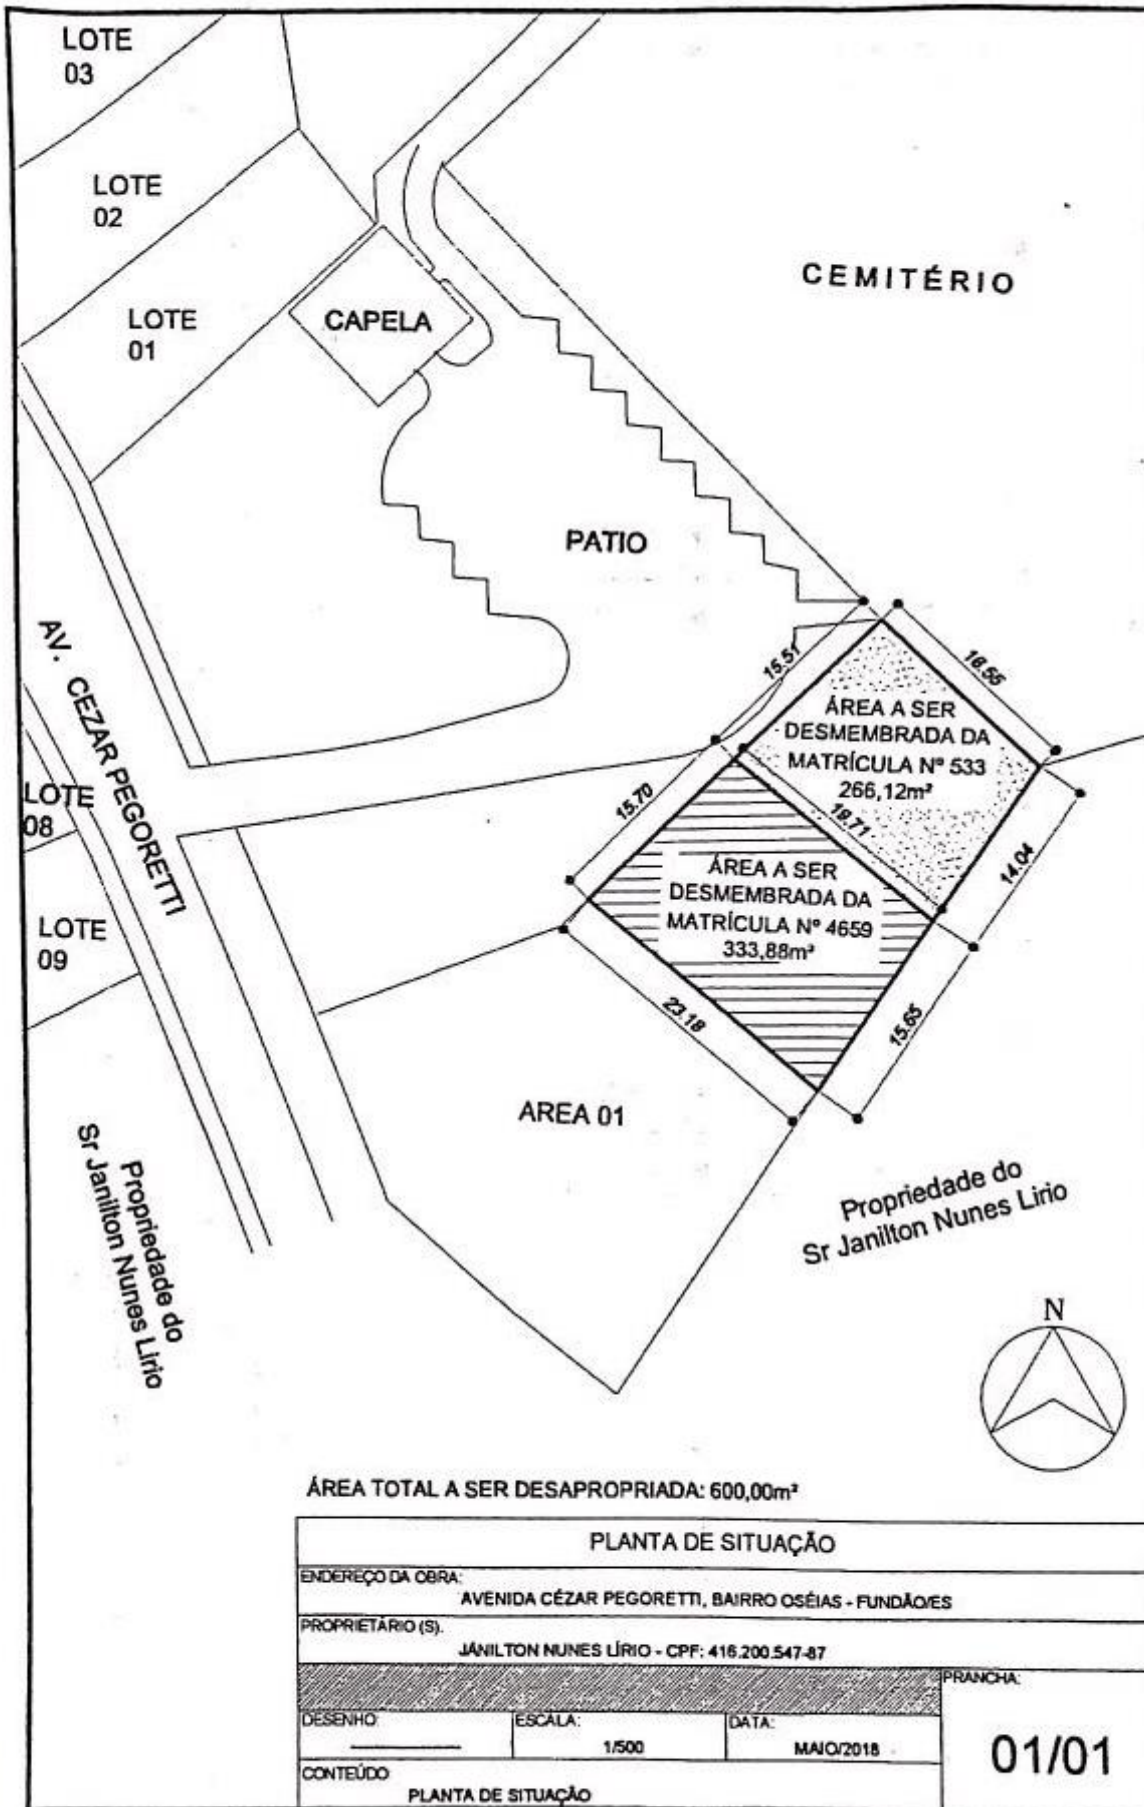 LOTE
03
LOTE
02
LOTE
01
CAPELA
CEMITÉRIO
PATIO
AV. CEZAR PEGORETTI
15.51
16.55
ÁREA A SER
DESMEMBRADA DA
MATRÍCULA Nº 533
266,12m²
19.71
14.04
15.70
ÁREA A SER
DESMEMBRADA DA
MATRÍCULA Nº 4659
333,88m²
23.18
15.65
LOTE
08
LOTE
09
AREA 01
Propriedade do
Sr Janilton Nunes Lirio
Propriedade do
Sr Janilton Nunes Lirio
N
ÁREA TOTAL A SER DESAPROPRIADA: 600,00m²
PLANTA DE SITUAÇÃO
ENDEREÇO DA OBRA:
AVENIDA CÉZAR PEGORETTI, BAIRRO OSÉIAS - FUNDÃO/ES
PROPRIETÁRIO (S).
JÁNILTON NUNES LÍRIO - CPF: 416.200.547-87
PRANCHA:
01/01
DESENHO:
ESCALA:
1/500
DATA:
MAIO/2018
CONTEÚDO
PLANTA DE SITUAÇÃO